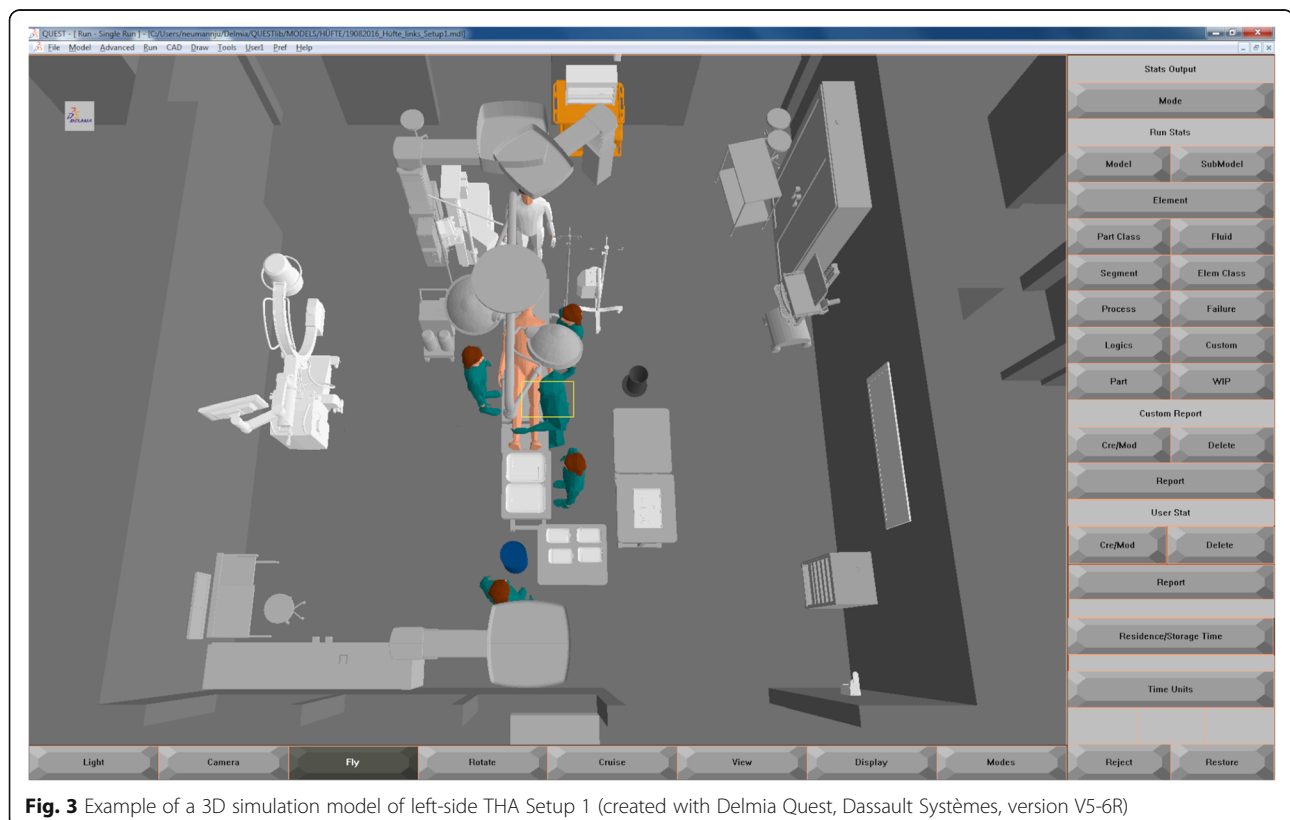 QUEST - [ Run - Single Run ] - [C:/Users/neumannju/Delmia/QUESTlib/MODELS/HÜFTE/19082016_Hüfte_links_Setup1.mdl]
File Model Advanced Run CAD Draw Tools User1 Pref Help
DELMIA
Stats Output
Mode
Run Stats
Model SubModel
Element
Part Class Fluid
Segment Elem Class
Process Failure
Logics Custom
Part WIP
Custom Report
Cre/Mod Delete
Report
User Stat
Cre/Mod Delete
Report
Residence/Storage Time
Time Units
Light Camera Fly Rotate Cruise View Display Modes Reject Restore
Fig. 3 Example of a 3D simulation model of left-side THA Setup 1 (created with Delmia Quest, Dassault Systèmes, version V5-6R)